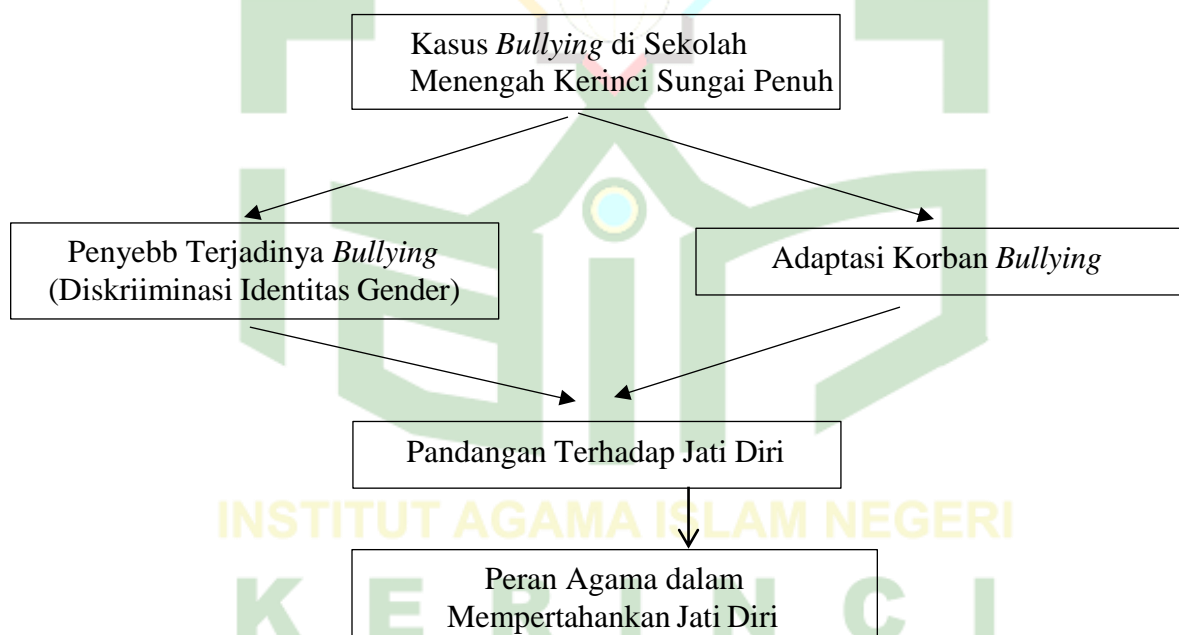 Kasus Bullying di Sekolah
Menengah Kerinci Sungai Penuh
Penyebb Terjadinya Bullying
(Diskriiminasi Identitas Gender)
Adaptasi Korban Bullying
Pandangan Terhadap Jati Diri
INSTITUT AGAMA ISLAM NEGERI
Peran Agama dalam
Mempertahankan Jati Diri
KERINCI